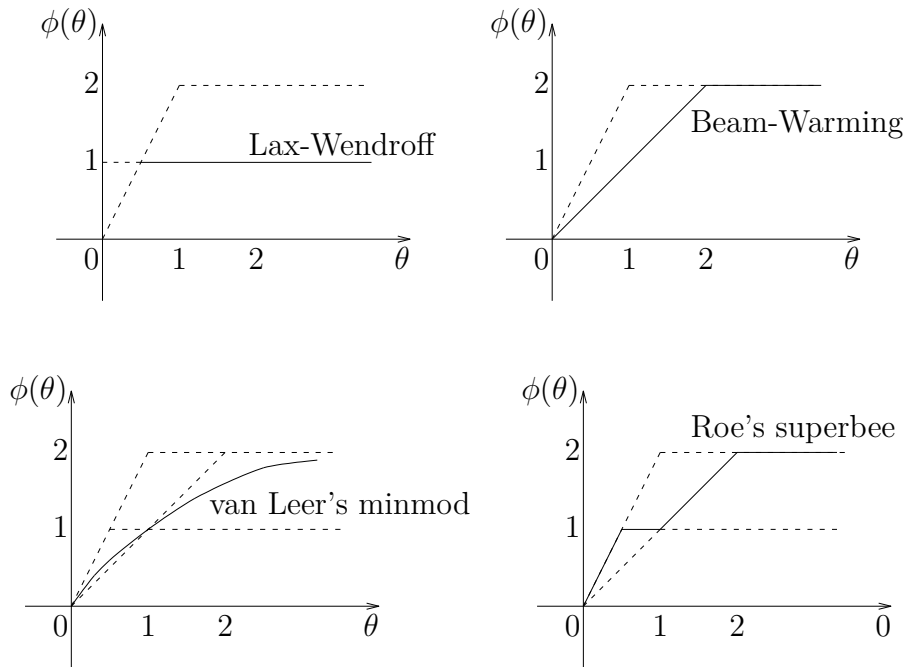 ϕ(θ)
2
1
Lax-Wendroff
0
1
2
θ
ϕ(θ)
2
1
Beam-Warming
0
1
2
θ
ϕ(θ)
2
1
van Leer's minmod
0
1
2
θ
ϕ(θ)
2
1
Roe's superbee
0
1
2
0